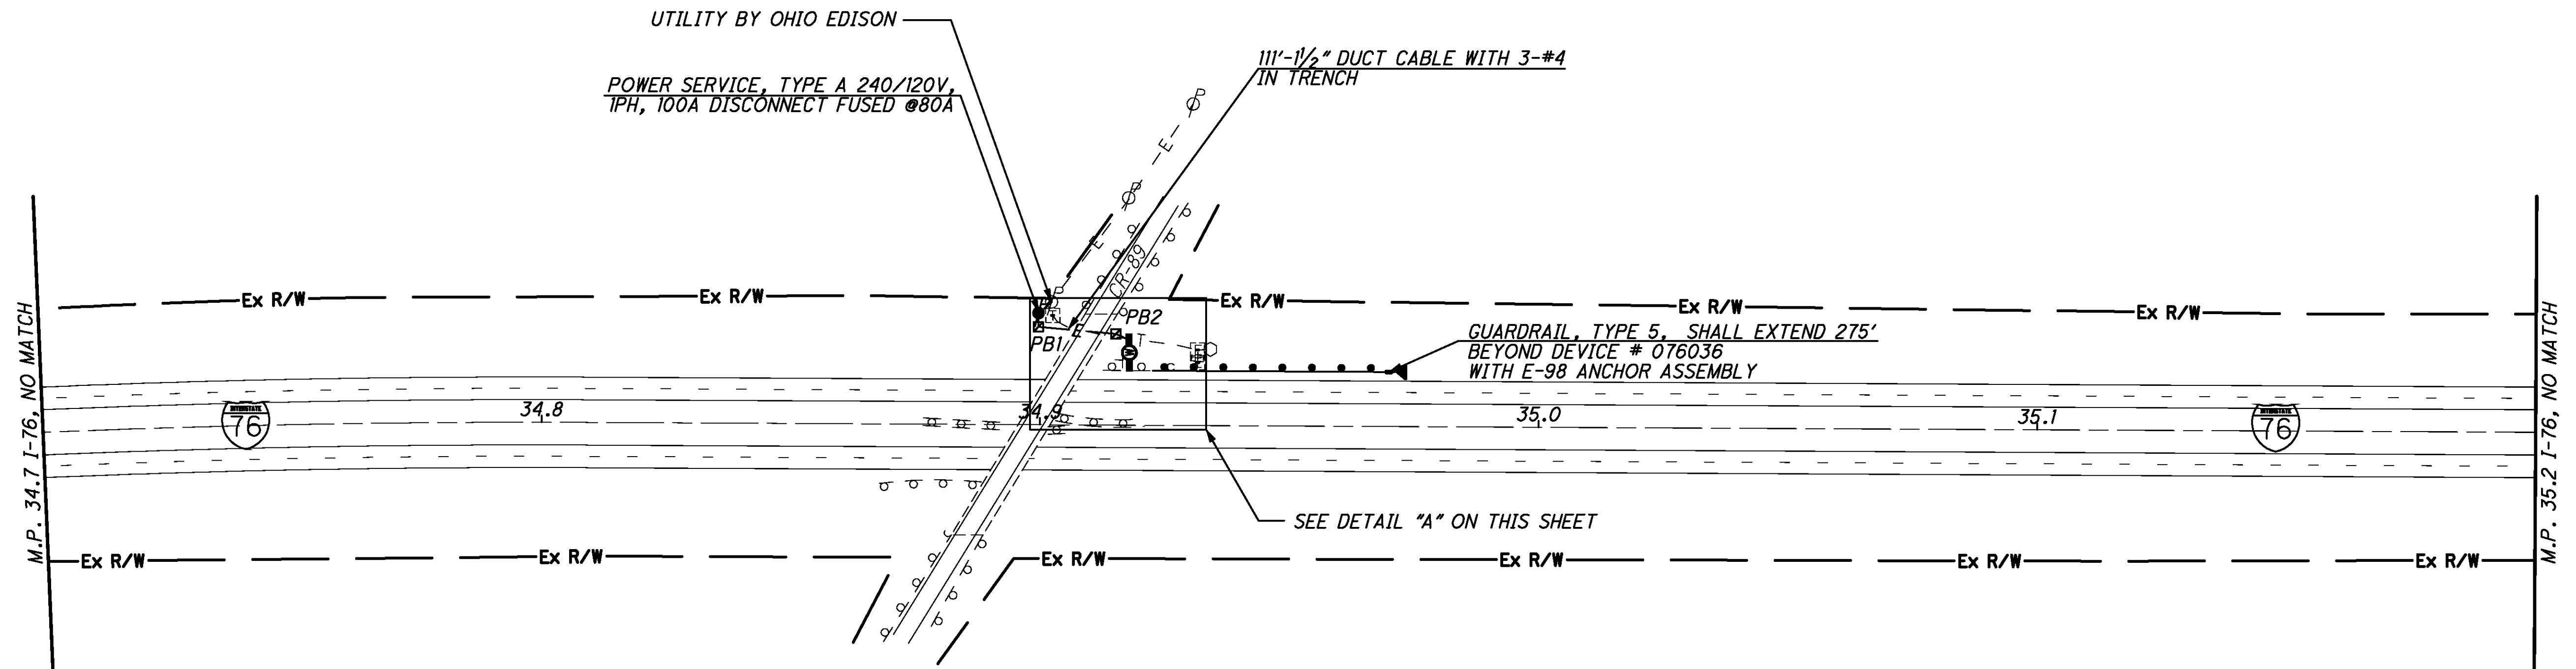 UTILITY BY OHIO EDISON
POWER SERVICE, TYPE A 240/120V,
1PH, 100A DISCONNECT FUSED @80A
111'-1½" DUCT CABLE WITH 3-#4
IN TRENCH
P
E
P
E
P
CR-89
M.P. 34.7 I-76, NO MATCH
Ex R/W
Ex R/W
Ex R/W
Ex R/W
Ex R/W
M.P. 35.2 I-76, NO MATCH
T
E
PB1
PB2
T
GUARDRAIL, TYPE 5, SHALL EXTEND 275'
BEYOND DEVICE # 076036
WITH E-98 ANCHOR ASSEMBLY
INTERSTATE
76
34.8
34.9
35.0
35.1
INTERSTATE
76
SEE DETAIL "A" ON THIS SHEET
Ex R/W
Ex R/W
Ex R/W
Ex R/W
Ex R/W
Ex R/W